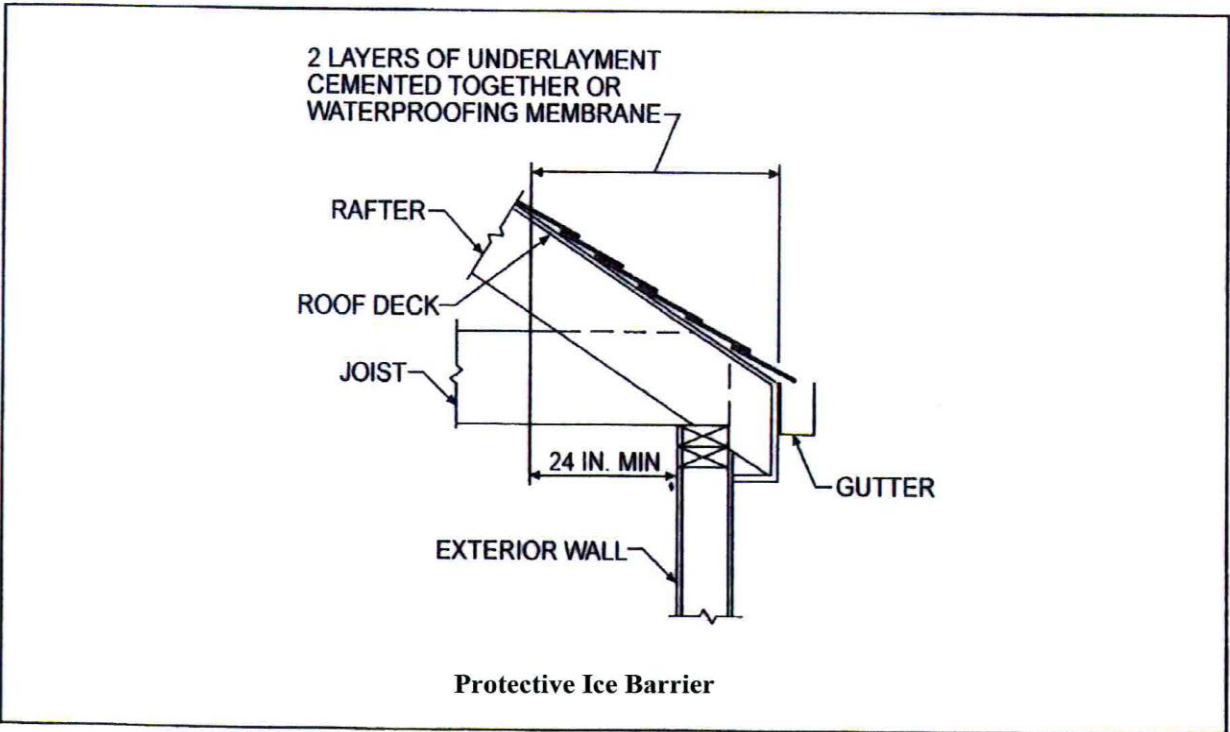 2 LAYERS OF UNDERLAYMENT
CEMENTED TOGETHER OR
WATERPROOFING MEMBRANE
RAFTER
ROOF DECK
JOIST
24 IN. MIN
GUTTER
EXTERIOR WALL
Protective Ice Barrier